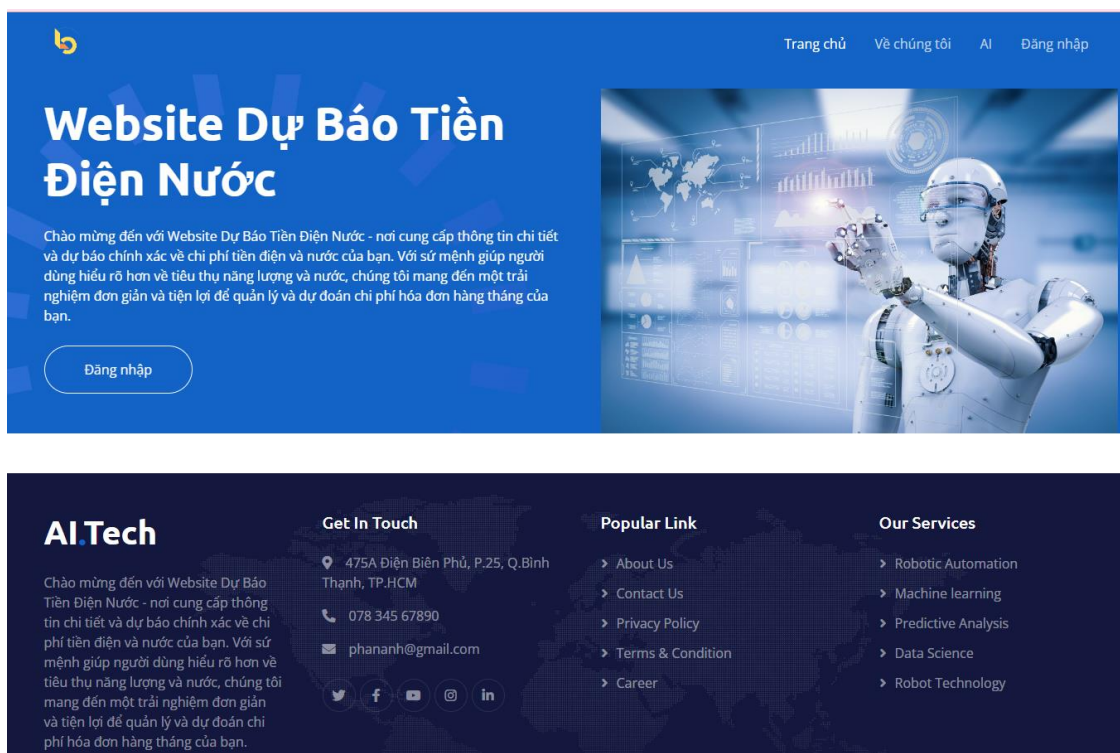 Trang chủ Về chúng tôi AI Đăng nhập
Website Dự Báo Tiền
Điện Nước
Chào mừng đến với Website Dự Báo Tiền Điện Nước - nơi cung cấp thông tin chi tiết
và dự báo chính xác về chi phí tiền điện và nước của bạn. Với sứ mệnh giúp người
dùng hiểu rõ hơn về tiêu thụ năng lượng và nước, chúng tôi mang đến một trải
nghiệm đơn giản và tiện lợi để quản lý và dự đoán chi phí hóa đơn hàng tháng của
bạn.
Đăng nhập
AI.Tech
Chào mừng đến với Website Dự Báo
Tiền Điện Nước - nơi cung cấp thông
tin chi tiết và dự báo chính xác về chi
phí tiền điện và nước của bạn. Với sứ
mệnh giúp người dùng hiểu rõ hơn về
tiêu thụ năng lượng và nước, chúng tôi
mang đến một trải nghiệm đơn giản
và tiện lợi để quản lý và dự đoán chi
phí hóa đơn hàng tháng của bạn.
Get In Touch
475A Điện Biên Phủ, P.25, Q.Bình
Thạnh, TP.HCM
078 345 67890
phananh@gmail.com
Popular Link
About Us
Contact Us
Privacy Policy
Terms & Condition
Career
Our Services
Robotic Automation
Machine learning
Predictive Analysis
Data Science
Robot Technology